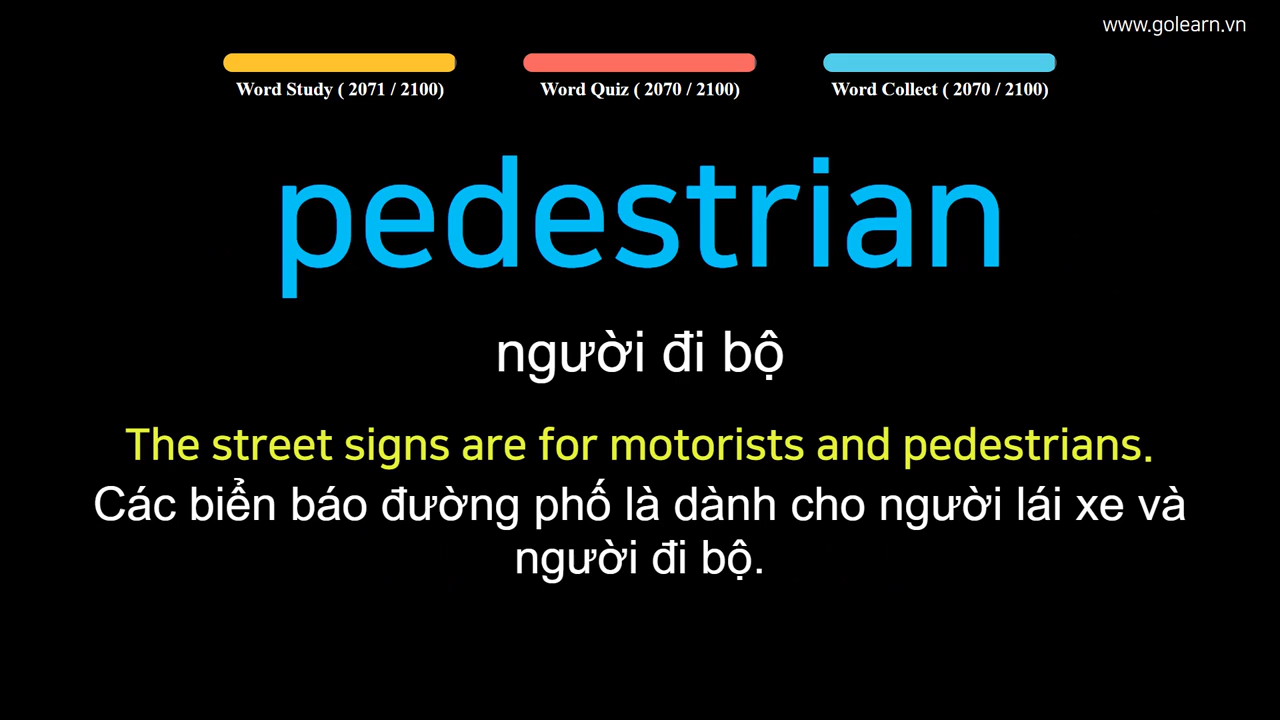 www.golearn.vn
Word Study ( 2071 / 2100)
Word Quiz ( 2070 / 2100)
Word Collect ( 2070 / 2100)
pedestrian
người đi bộ
The street signs are for motorists and pedestrians.
Các biển báo đường phố là dành cho người lái xe và
người đi bộ.